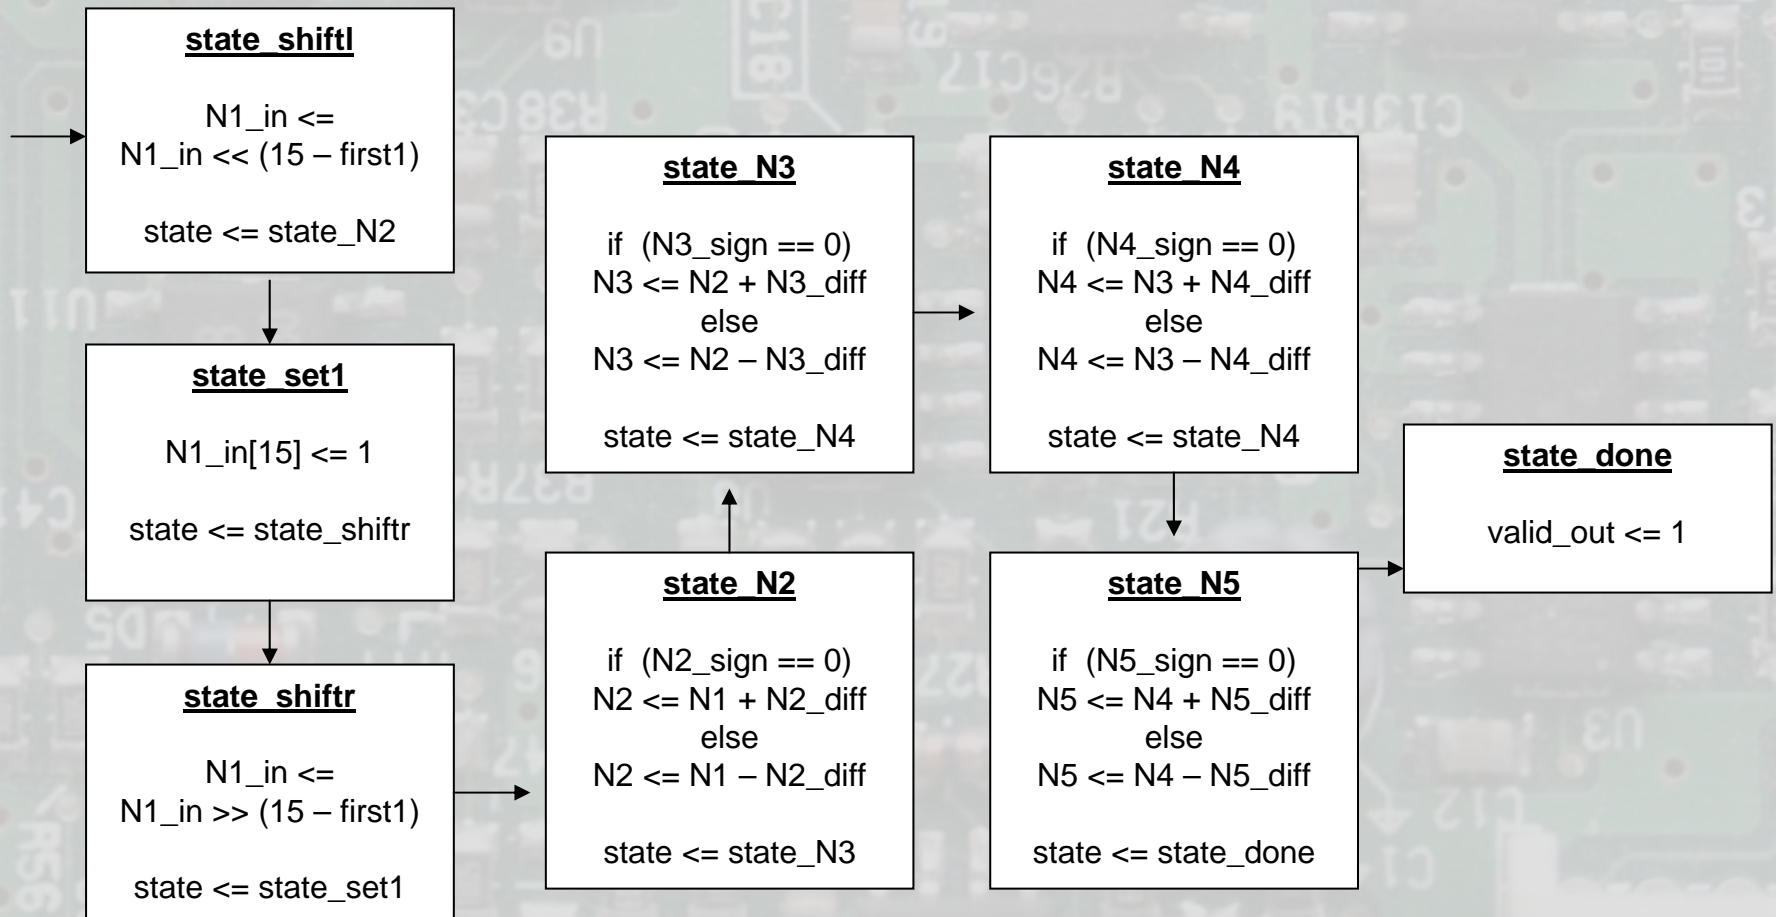 state_shiftl
N1_in <=
N1_in << (15 – first1)
state <= state_N2
state_set1
N1_in[15] <= 1
state <= state_shiftr
state_shiftr
N1_in <=
N1_in >> (15 – first1)
state <= state_set1
state_N3
if (N3_sign == 0)
N3 <= N2 + N3_diff
else
N3 <= N2 – N3_diff
state <= state_N4
state_N2
if (N2_sign == 0)
N2 <= N1 + N2_diff
else
N2 <= N1 – N2_diff
state <= state_N3
state_N4
if (N4_sign == 0)
N4 <= N3 + N4_diff
else
N4 <= N3 – N4_diff
state <= state_N4
state_N5
if (N5_sign == 0)
N5 <= N4 + N5_diff
else
N5 <= N4 – N5_diff
state <= state_done
state_done
valid_out <= 1